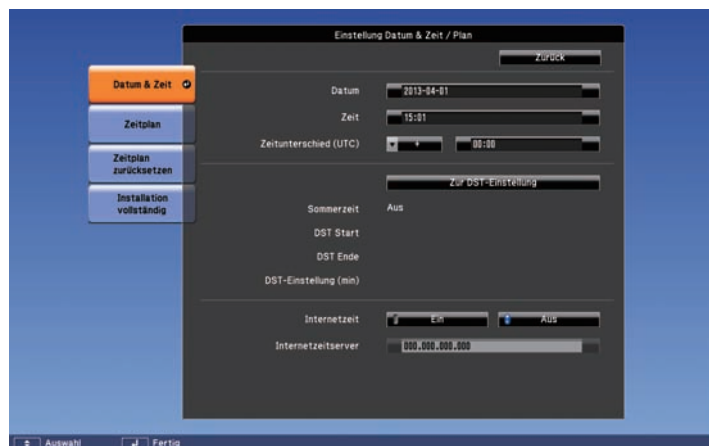 Einstellung Datum & Zeit / Plan
Zurück
Datum & Zeit
Zeitplan
Zeitplan
zurücksetzen
Installation
vollständig
Datum 2013-04-01
Zeit 15:01
Zeitunterschied (UTC) + 00:00
Zur DST-Einstellung
Sommerzeit Aus
DST Start
DST Ende
DST-Einstellung (min)
Internetzeit Ein Aus
Internetzeitserver 000.000.000.000
Auswahl Fertig